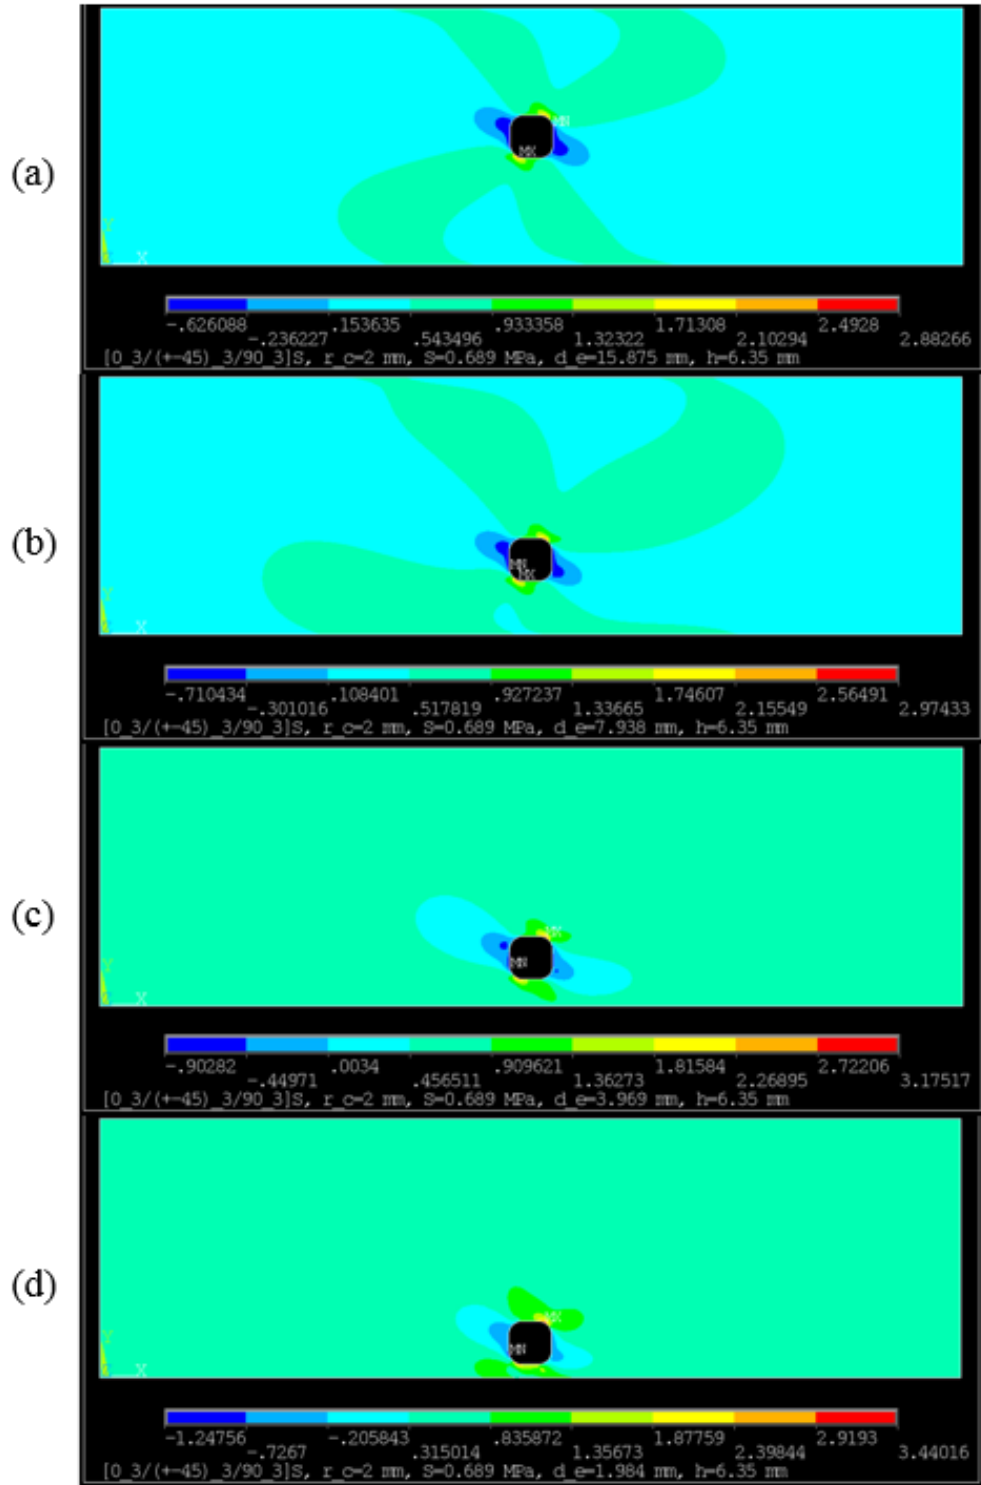 (a)
MN
MX
Y
Z X
-.626088 .153635 .933358 1.71308 2.4928
-.236227 .543496 1.32322 2.10294 2.88266
[0_3/(+-45)_3/90_3]S, r_c=2 mm, S=0.689 MPa, d_e=15.875 mm, h=6.35 mm
(b)
MN
MX
Y
Z X
-.710434 .108401 .927237 1.74607 2.56491
-.301016 .517819 1.33665 2.15549 2.97433
[0_3/(+-45)_3/90_3]S, r_c=2 mm, S=0.689 MPa, d_e=7.938 mm, h=6.35 mm
(c)
MX
MN
Y
Z X
-.90282 .0034 .909621 1.81584 2.72206
-.44971 .456511 1.36273 2.26895 3.17517
[0_3/(+-45)_3/90_3]S, r_c=2 mm, S=0.689 MPa, d_e=3.969 mm, h=6.35 mm
(d)
MX
MN
Y
Z X
-1.24756 -.205843 .835872 1.87759 2.9193
-.7267 .315014 1.35673 2.39844 3.44016
[0_3/(+-45)_3/90_3]S, r_c=2 mm, S=0.689 MPa, d_e=1.984 mm, h=6.35 mm